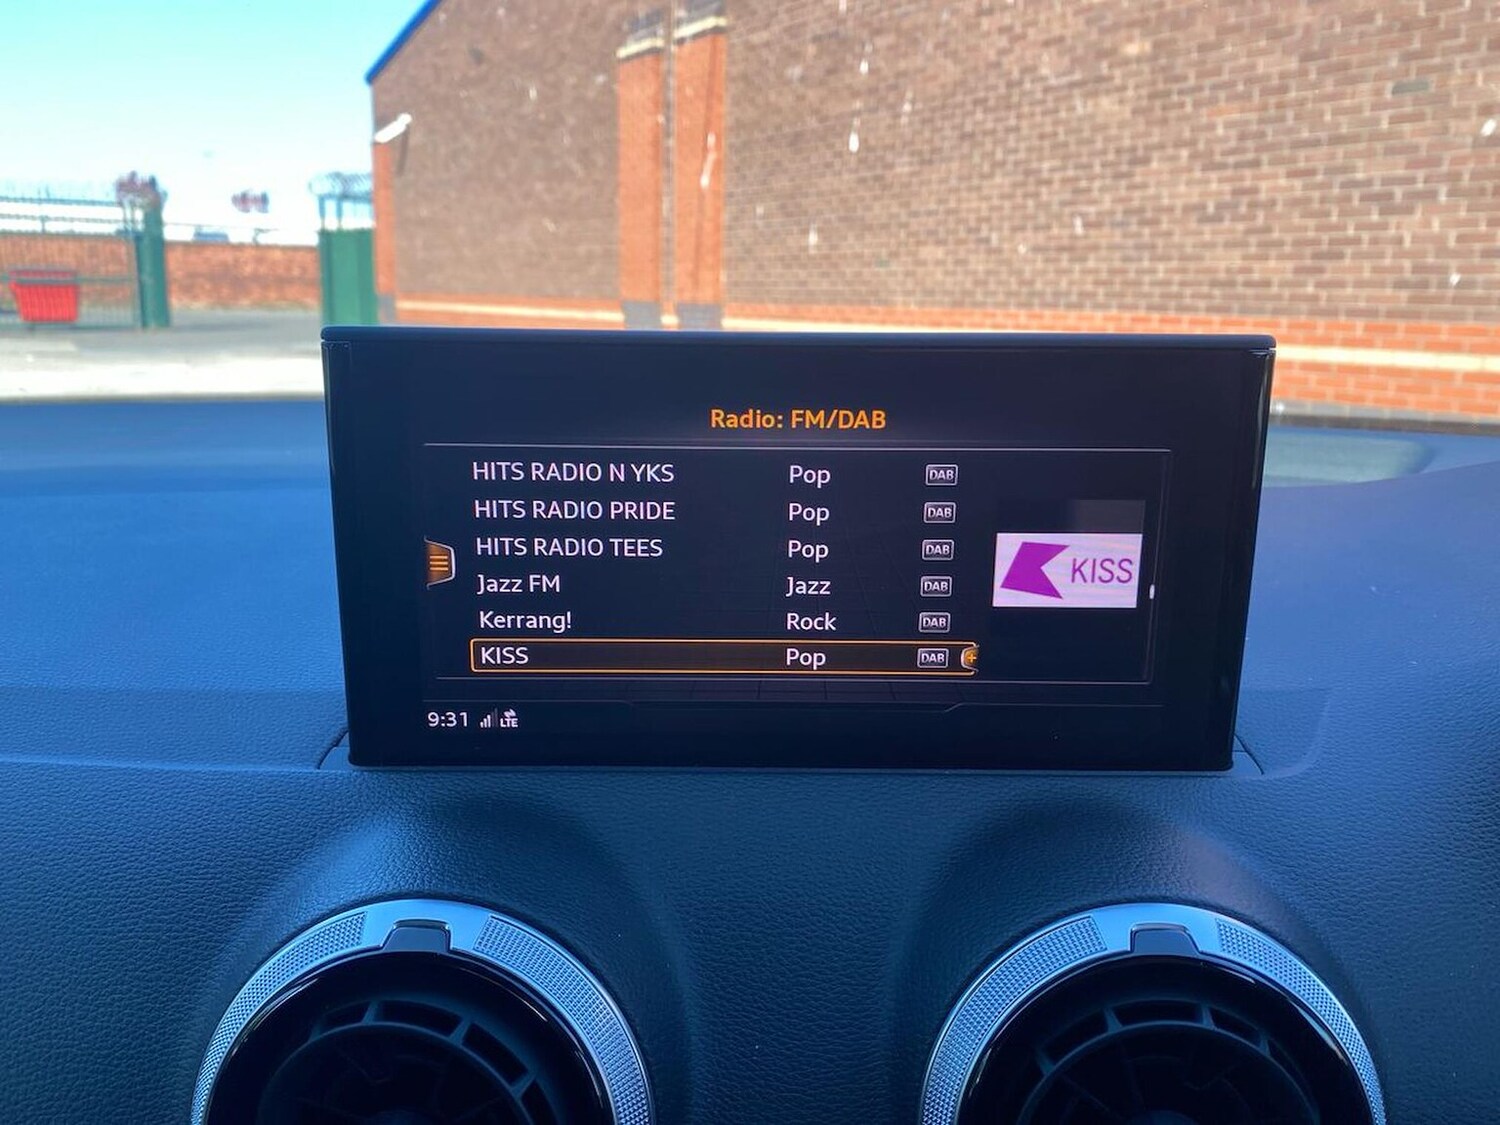 Radio: FM/DAB
HITS RADIO N YKS Pop DAB
HITS RADIO PRIDE Pop DAB
HITS RADIO TEES Pop DAB
Jazz FM Jazz DAB
Kerrang! Rock DAB
KISS Pop DAB
KISS
9:31 LTE